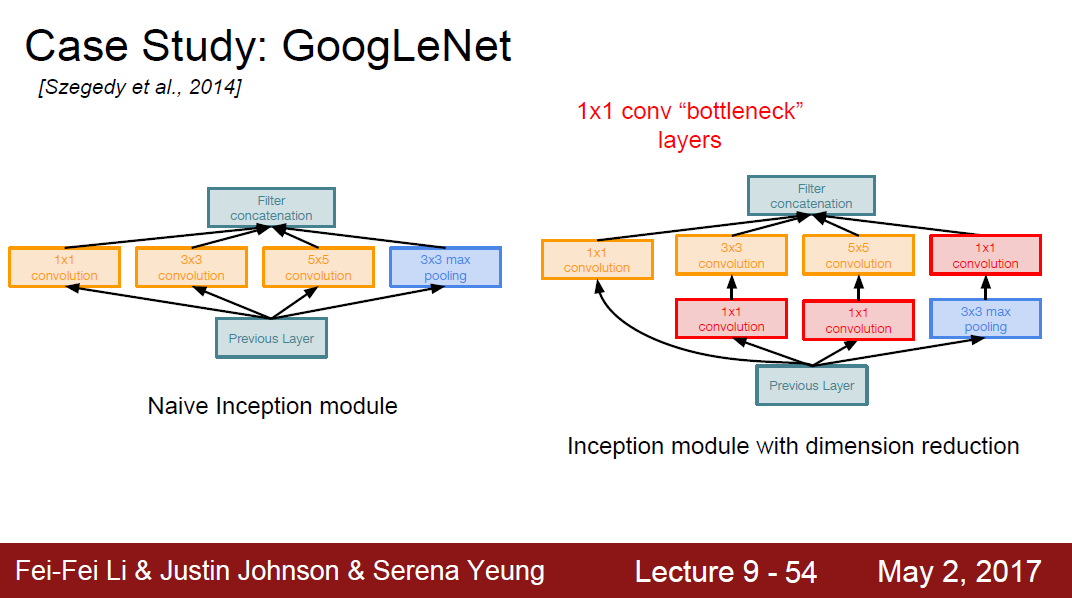 Case Study: GoogLeNet
[Szegedy et al., 2014]
1x1 conv “bottleneck”
layers
Filter
concatenation
1x1
convolution
3x3
convolution
5x5
convolution
3x3 max
pooling
Previous Layer
Naive Inception module
Filter
concatenation
1x1
convolution
3x3
convolution
5x5
convolution
1x1
convolution
1x1
convolution
1x1
convolution
3x3 max
pooling
Previous Layer
Inception module with dimension reduction
Fei-Fei Li & Justin Johnson & Serena Yeung
Lecture 9 - 54
May 2, 2017